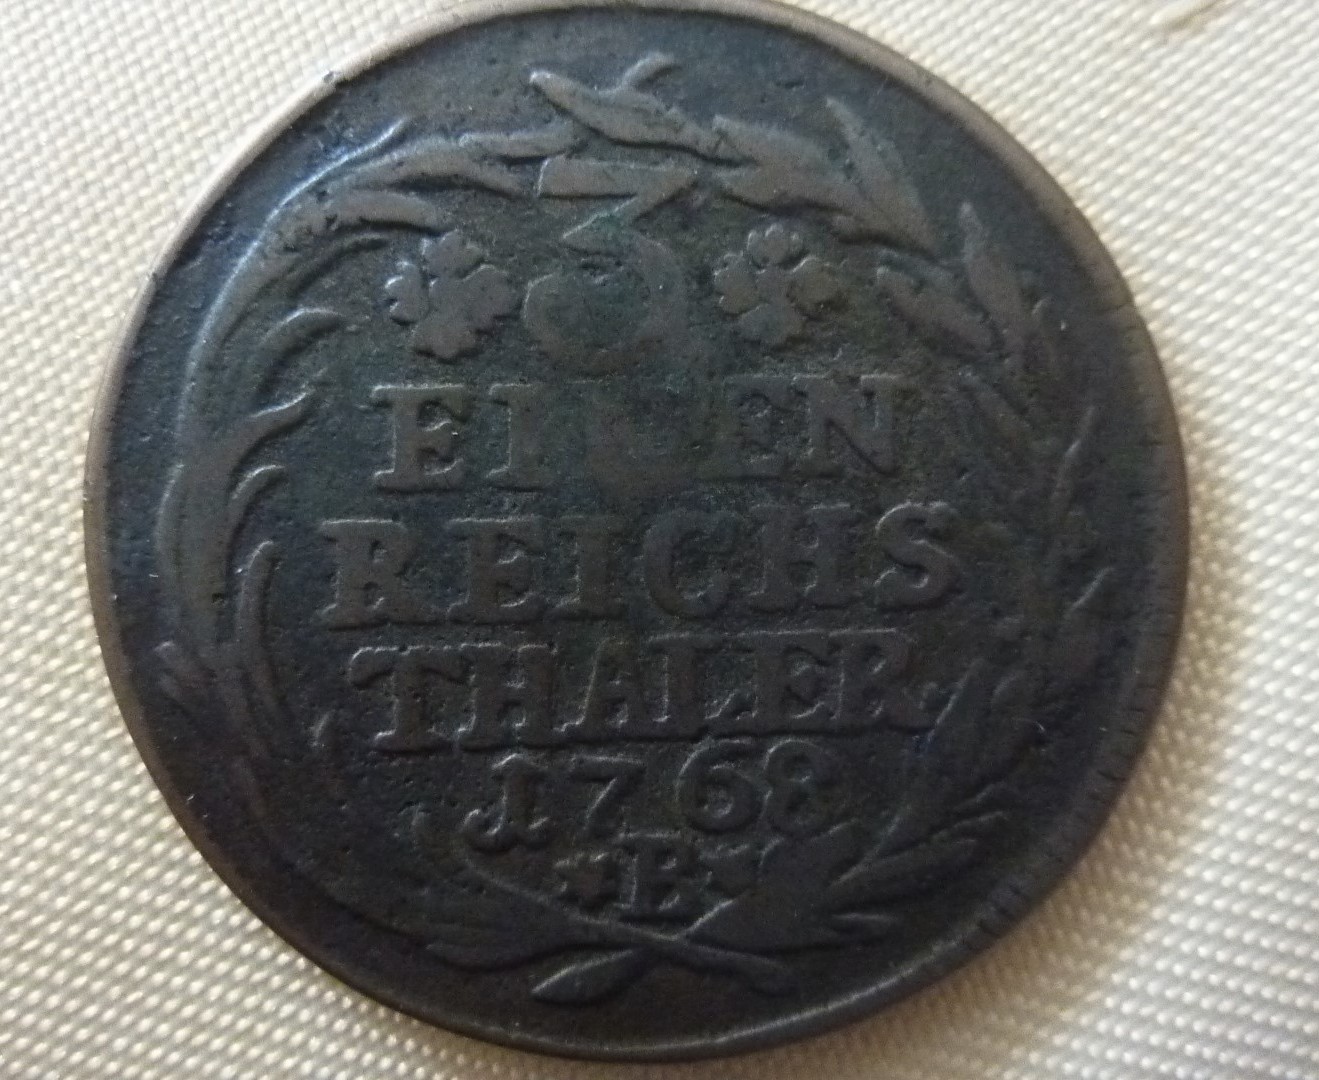 3
EINEN
REICHS
THALER
1768
*B*